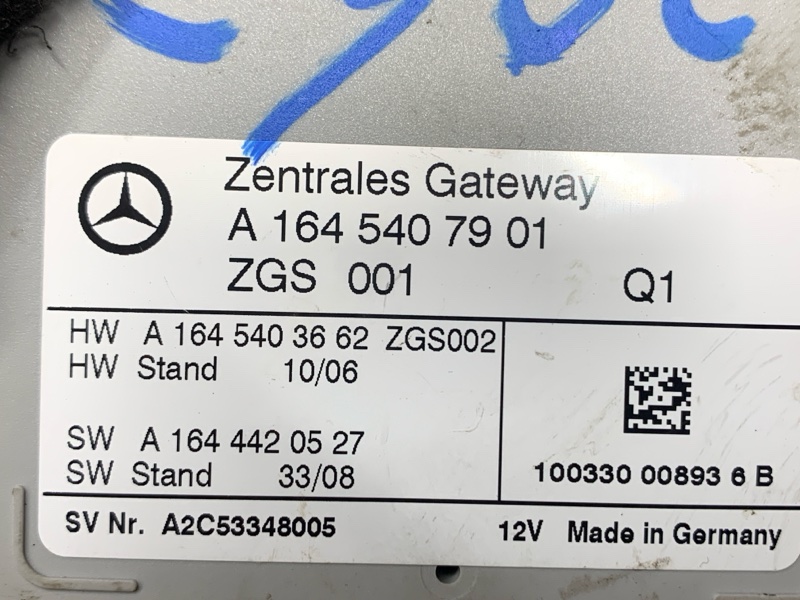 Zentrales Gateway
A 164 540 79 01
ZGS 001 Q1
HW A 164 540 36 62 ZGS002
HW Stand 10/06
SW A 164 442 05 27
SW Stand 33/08
100330 00893 6 B
SV Nr. A2C53348005 12V Made in Germany